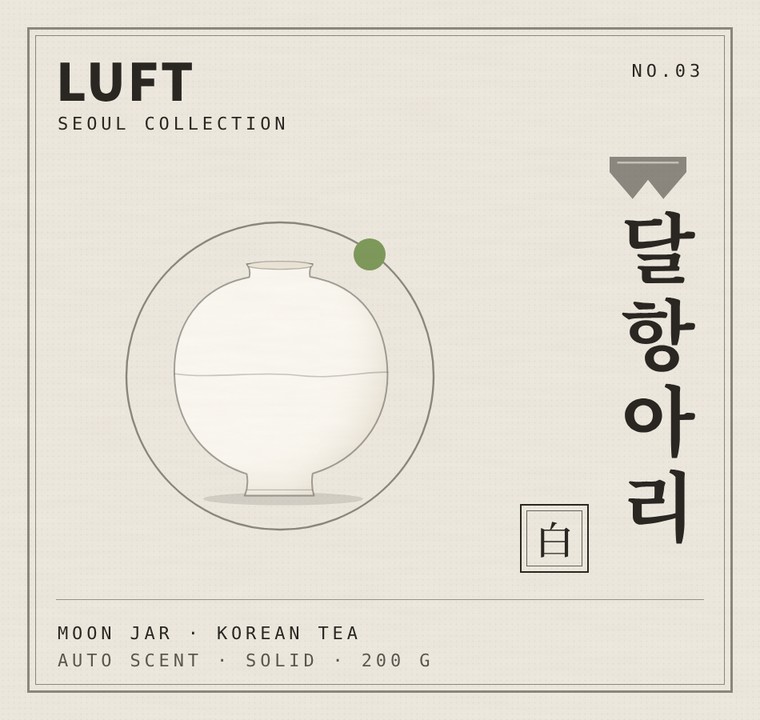 LUFT
SEOUL COLLECTION
NO.03
달항아리
白
MOON JAR · KOREAN TEA
AUTO SCENT · SOLID · 200 G